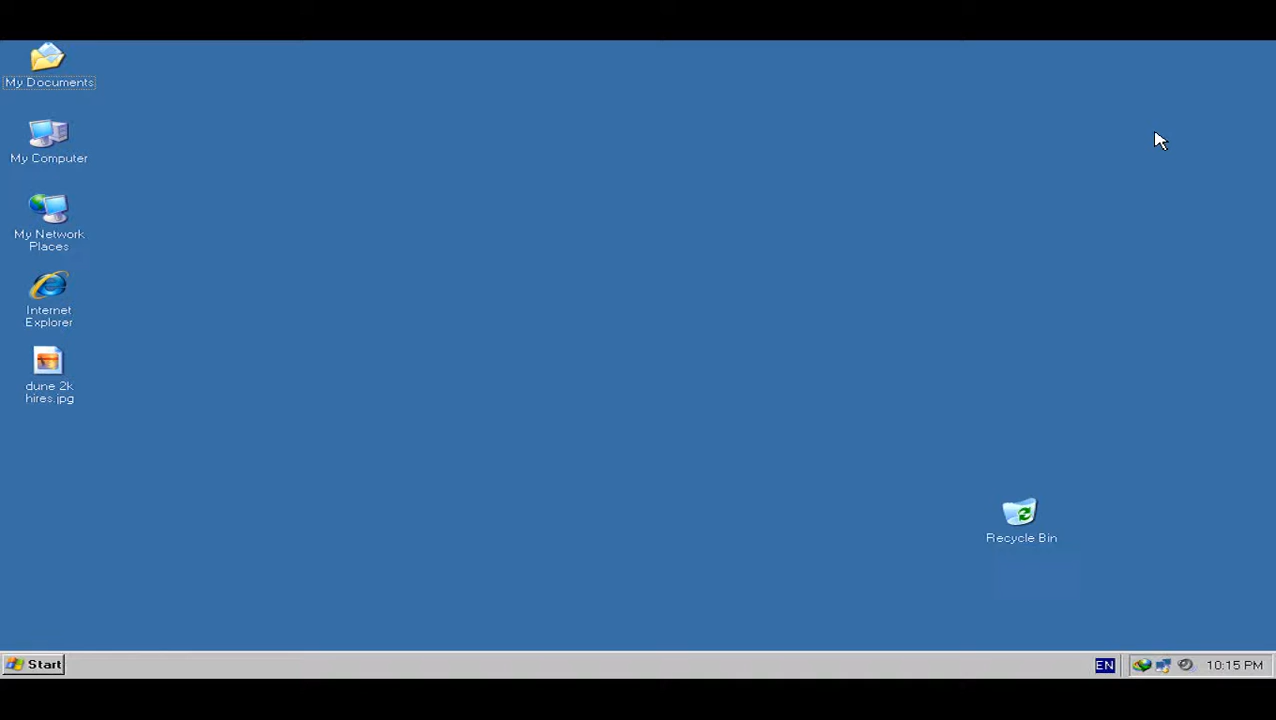 My Documents
My Computer
My Network
Places
Internet
Explorer
dune 2k
hires.jpg
Recycle Bin
Start
EN
10:15 PM